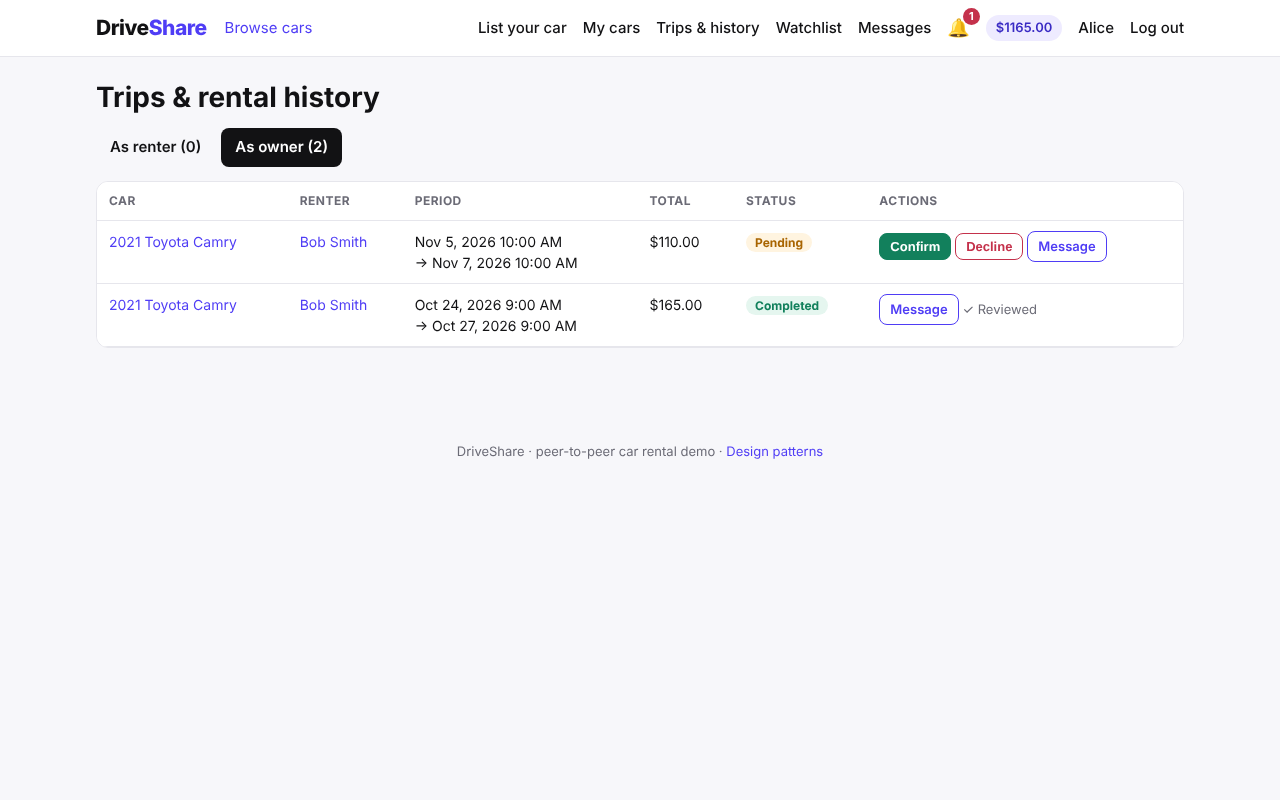 DriveShare Browse cars List your car My cars Trips & history Watchlist Messages 1 $1165.00 Alice Log out
Trips & rental history
As renter (0) As owner (2)
CAR RENTER PERIOD TOTAL STATUS ACTIONS
2021 Toyota Camry Bob Smith Nov 5, 2026 10:00 AM $110.00 Pending Confirm Decline Message
→ Nov 7, 2026 10:00 AM
2021 Toyota Camry Bob Smith Oct 24, 2026 9:00 AM $165.00 Completed Message ✓ Reviewed
→ Oct 27, 2026 9:00 AM
DriveShare · peer-to-peer car rental demo · Design patterns